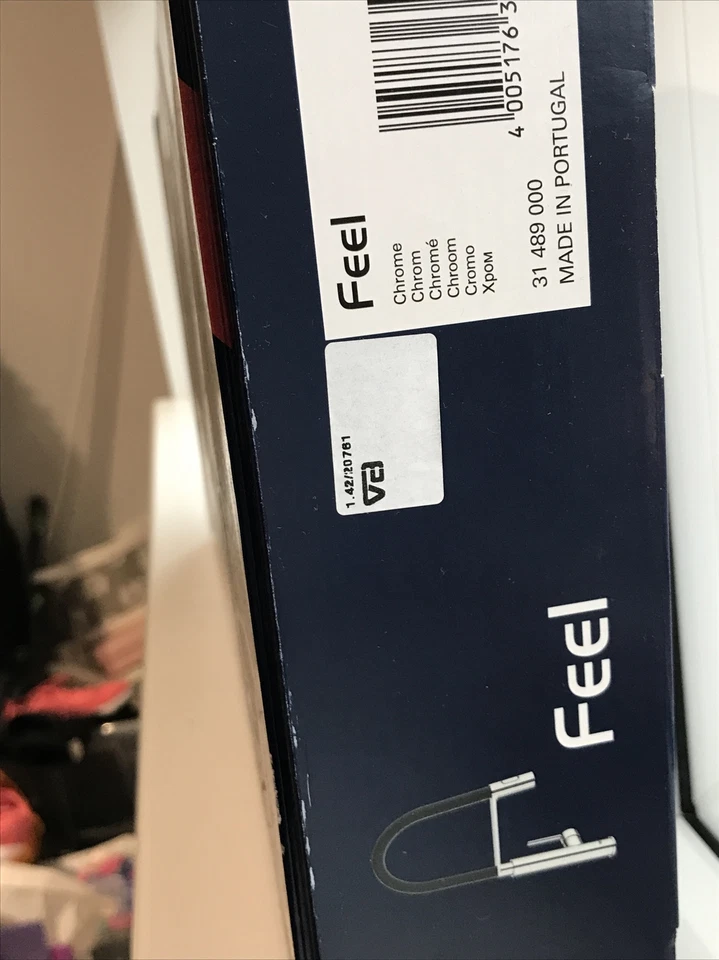 4 005176 3
Feel
Chrome
Chrom
Chromé
Chroom
Cromo
Хром
31 489 000
MADE IN PORTUGAL
1.42/20761
Feel